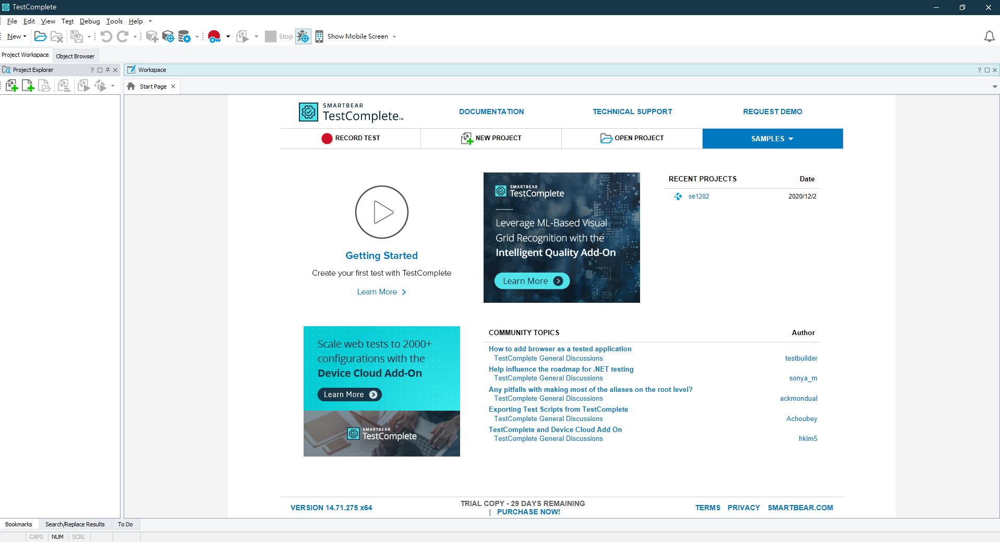 TestComplete
File Edit View Test Debug Tools Help
New Stop Show Mobile Screen
Project Workspace Object Browser
Project Explorer ?
Workspace ?
Start Page
SMARTBEAR
TestComplete™
DOCUMENTATION TECHNICAL SUPPORT REQUEST DEMO
RECORD TEST NEW PROJECT OPEN PROJECT SAMPLES
Getting Started
Create your first test with TestComplete
Learn More
SMARTBEAR
TestComplete
Leverage ML-Based Visual
Grid Recognition with the
Intelligent Quality Add-On
Learn More
RECENT PROJECTS Date
se1202 2020/12/2
Scale web tests to 2000+
configurations with the
Device Cloud Add-On
Learn More
SMARTBEAR
TestComplete
COMMUNITY TOPICS Author
How to add browser as a tested application
TestComplete General Discussions testbuilder
Help influence the roadmap for .NET testing
TestComplete General Discussions sonya_m
Any pitfalls with making most of the aliases on the root level?
TestComplete General Discussions ackmondual
Exporting Test Scripts from TestComplete
TestComplete General Discussions Achoubey
TestComplete and Device Cloud Add On
TestComplete General Discussions hkim5
VERSION 14.71.275 x64
TRIAL COPY - 29 DAYS REMAINING
| PURCHASE NOW!
TERMS PRIVACY SMARTBEAR.COM
Bookmarks Search/Replace Results To Do
CAPS NUM SCRL